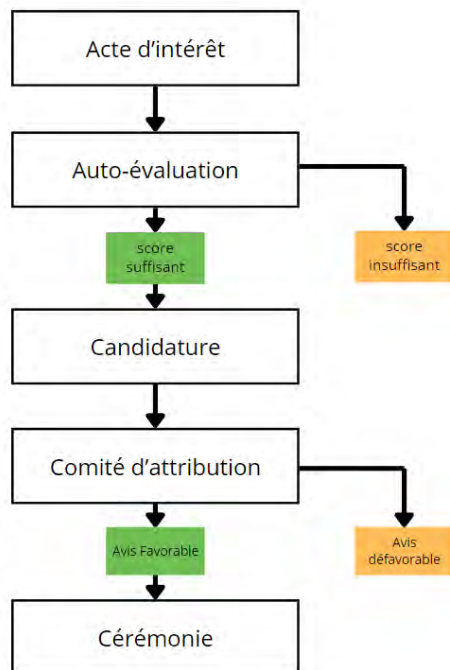 Acte d'intérêt
Auto-évaluation
score
suffisant
score
insuffisant
Candidature
Comité d'attribution
Avis Favorable
Avis
défavorable
Cérémonie